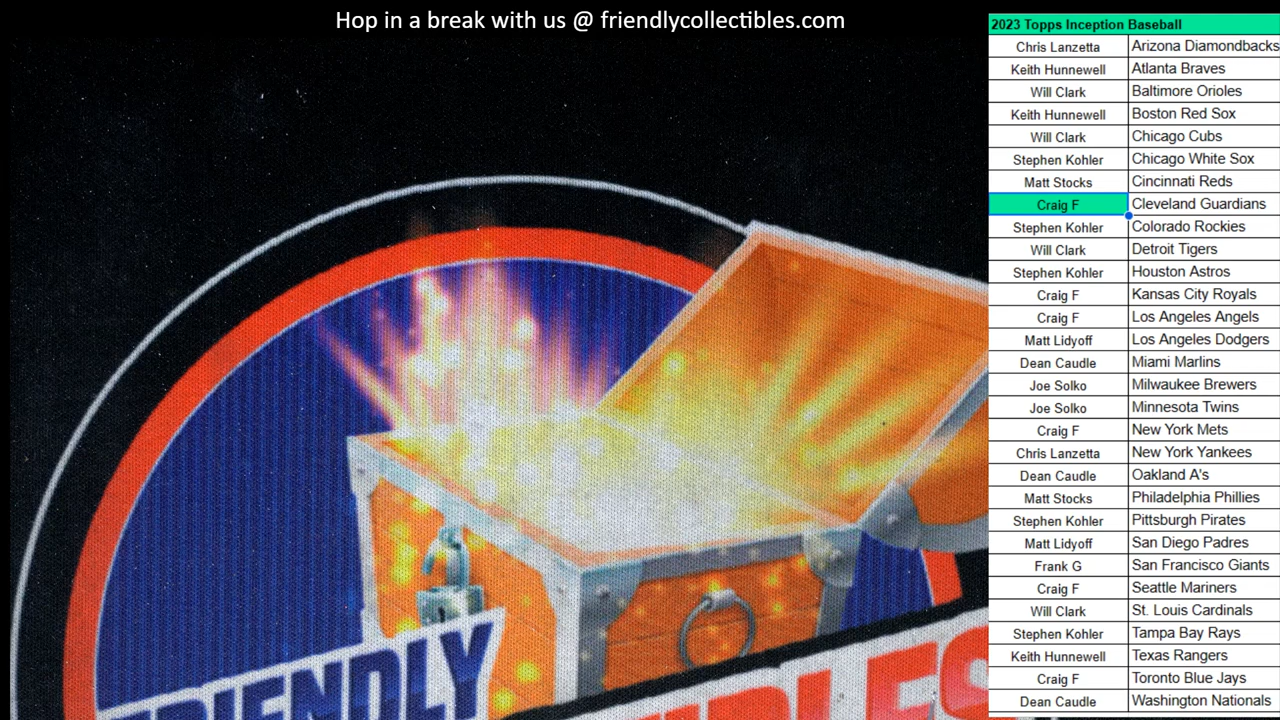 Hop in a break with us @ friendlycollectibles.com
2023 Topps Inception Baseball
Chris Lanzetta Arizona Diamondbacks
Keith Hunnewell Atlanta Braves
Will Clark Baltimore Orioles
Keith Hunnewell Boston Red Sox
Will Clark Chicago Cubs
Stephen Kohler Chicago White Sox
Matt Stocks Cincinnati Reds
Craig F Cleveland Guardians
Stephen Kohler Colorado Rockies
Will Clark Detroit Tigers
Stephen Kohler Houston Astros
Craig F Kansas City Royals
Craig F Los Angeles Angels
Matt Lidyoff Los Angeles Dodgers
Dean Caudle Miami Marlins
Joe Solko Milwaukee Brewers
Joe Solko Minnesota Twins
Craig F New York Mets
Chris Lanzetta New York Yankees
Dean Caudle Oakland A's
Matt Stocks Philadelphia Phillies
Stephen Kohler Pittsburgh Pirates
Matt Lidyoff San Diego Padres
Frank G San Francisco Giants
Craig F Seattle Mariners
Will Clark St. Louis Cardinals
Stephen Kohler Tampa Bay Rays
Keith Hunnewell Texas Rangers
Craig F Toronto Blue Jays
Dean Caudle Washington Nationals
FRIENDLY